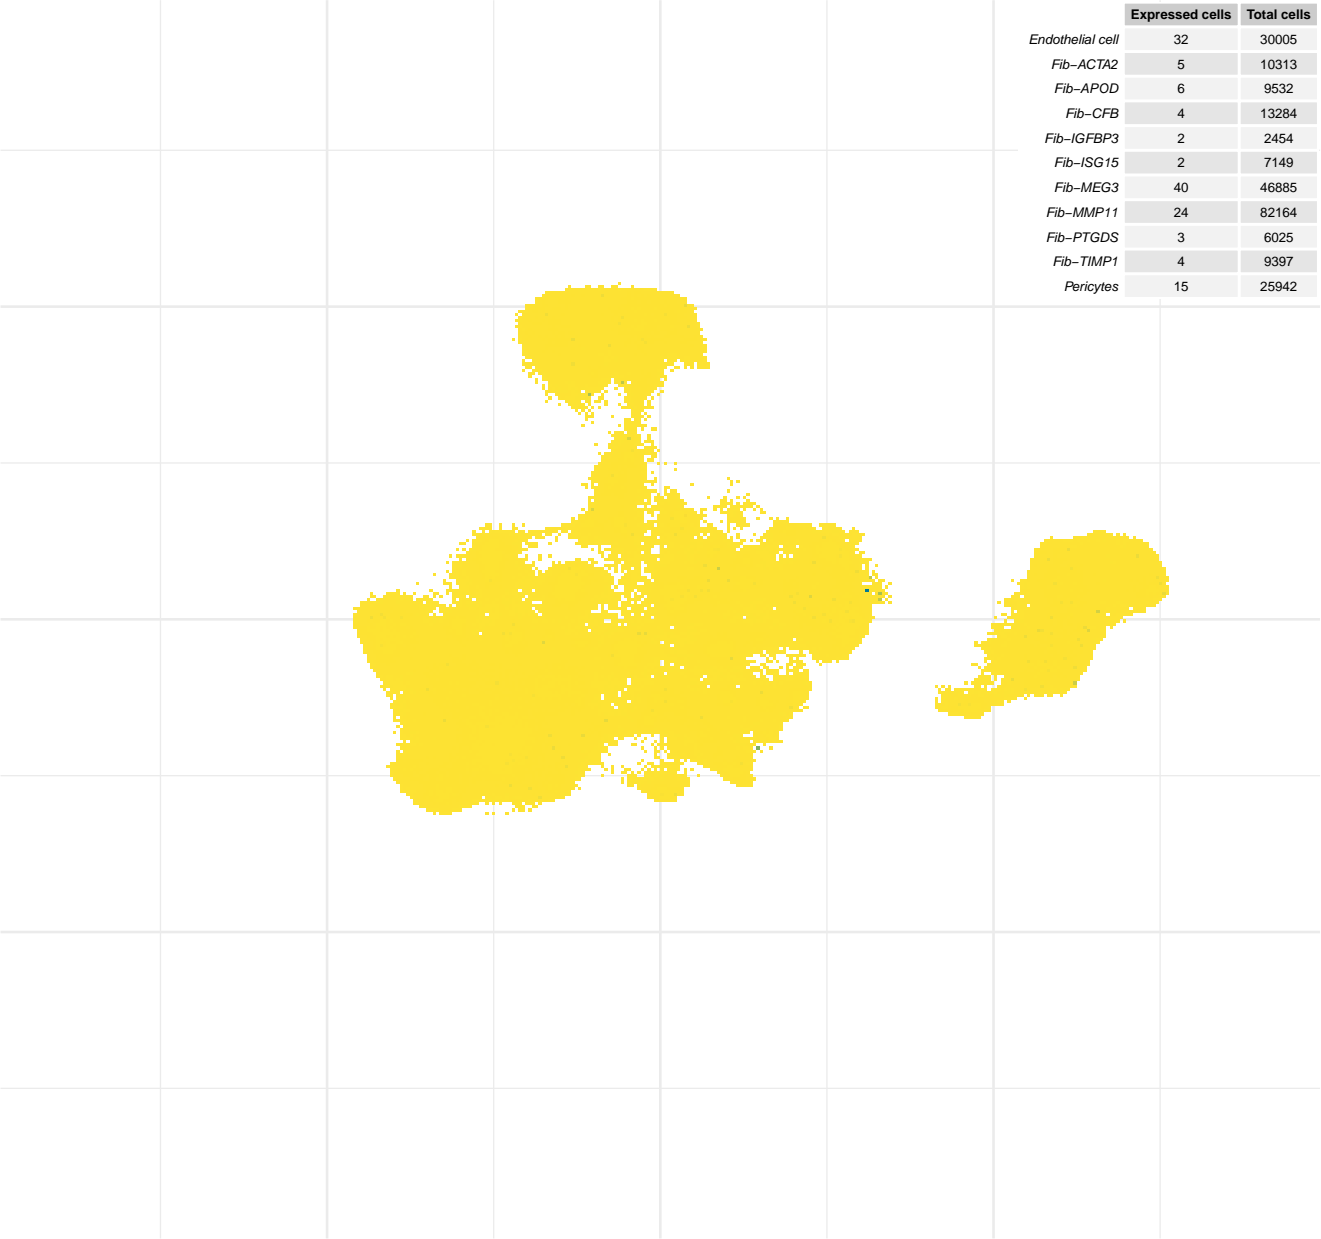 Expressed cells Total cells
Endothelial cell 32 30005
Fib−ACTA2 5 10313
Fib−APOD 6 9532
Fib−CFB 4 13284
Fib−IGFBP3 2 2454
Fib−ISG15 2 7149
Fib−MEG3 40 46885
Fib−MMP11 24 82164
Fib−PTGDS 3 6025
Fib−TIMP1 4 9397
Pericytes 15 25942